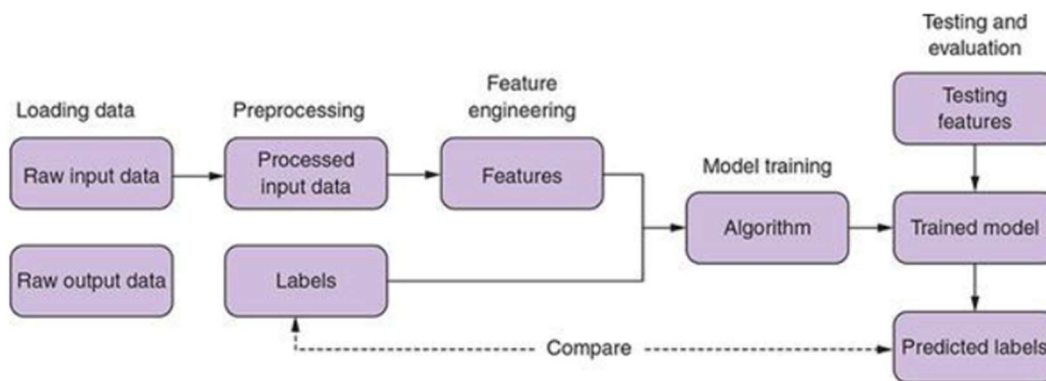 Testing and
evaluation
Feature
engineering
Loading data
Preprocessing
Testing
features
Raw input data
Processed
input data
Features
Model training
Algorithm
Trained model
Raw output data
Labels
Compare
Predicted labels